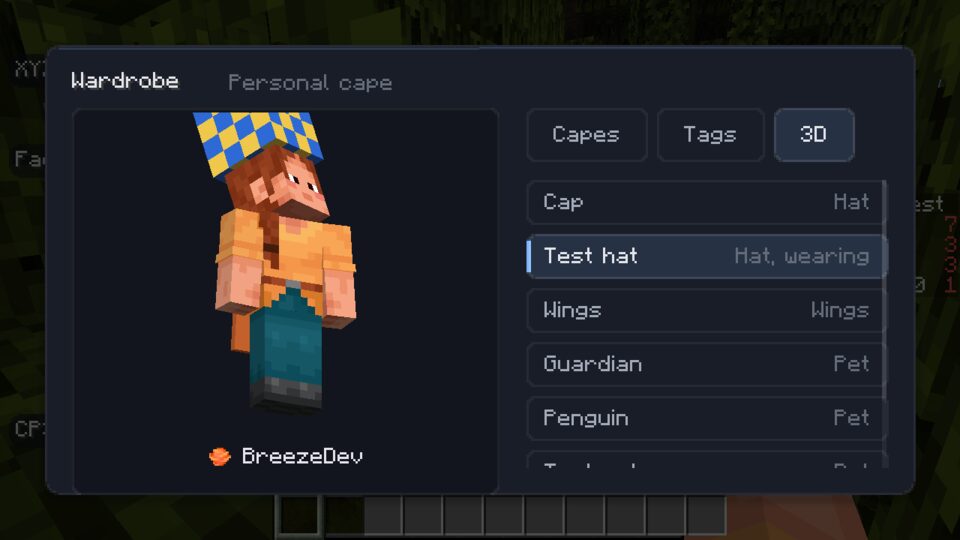 Wardrobe
Personal cape
Capes
Tags
3D
Cap
Hat
Test hat
Hat, wearing
Wings
Wings
Guardian
Pet
Penguin
Pet
BreezeDev